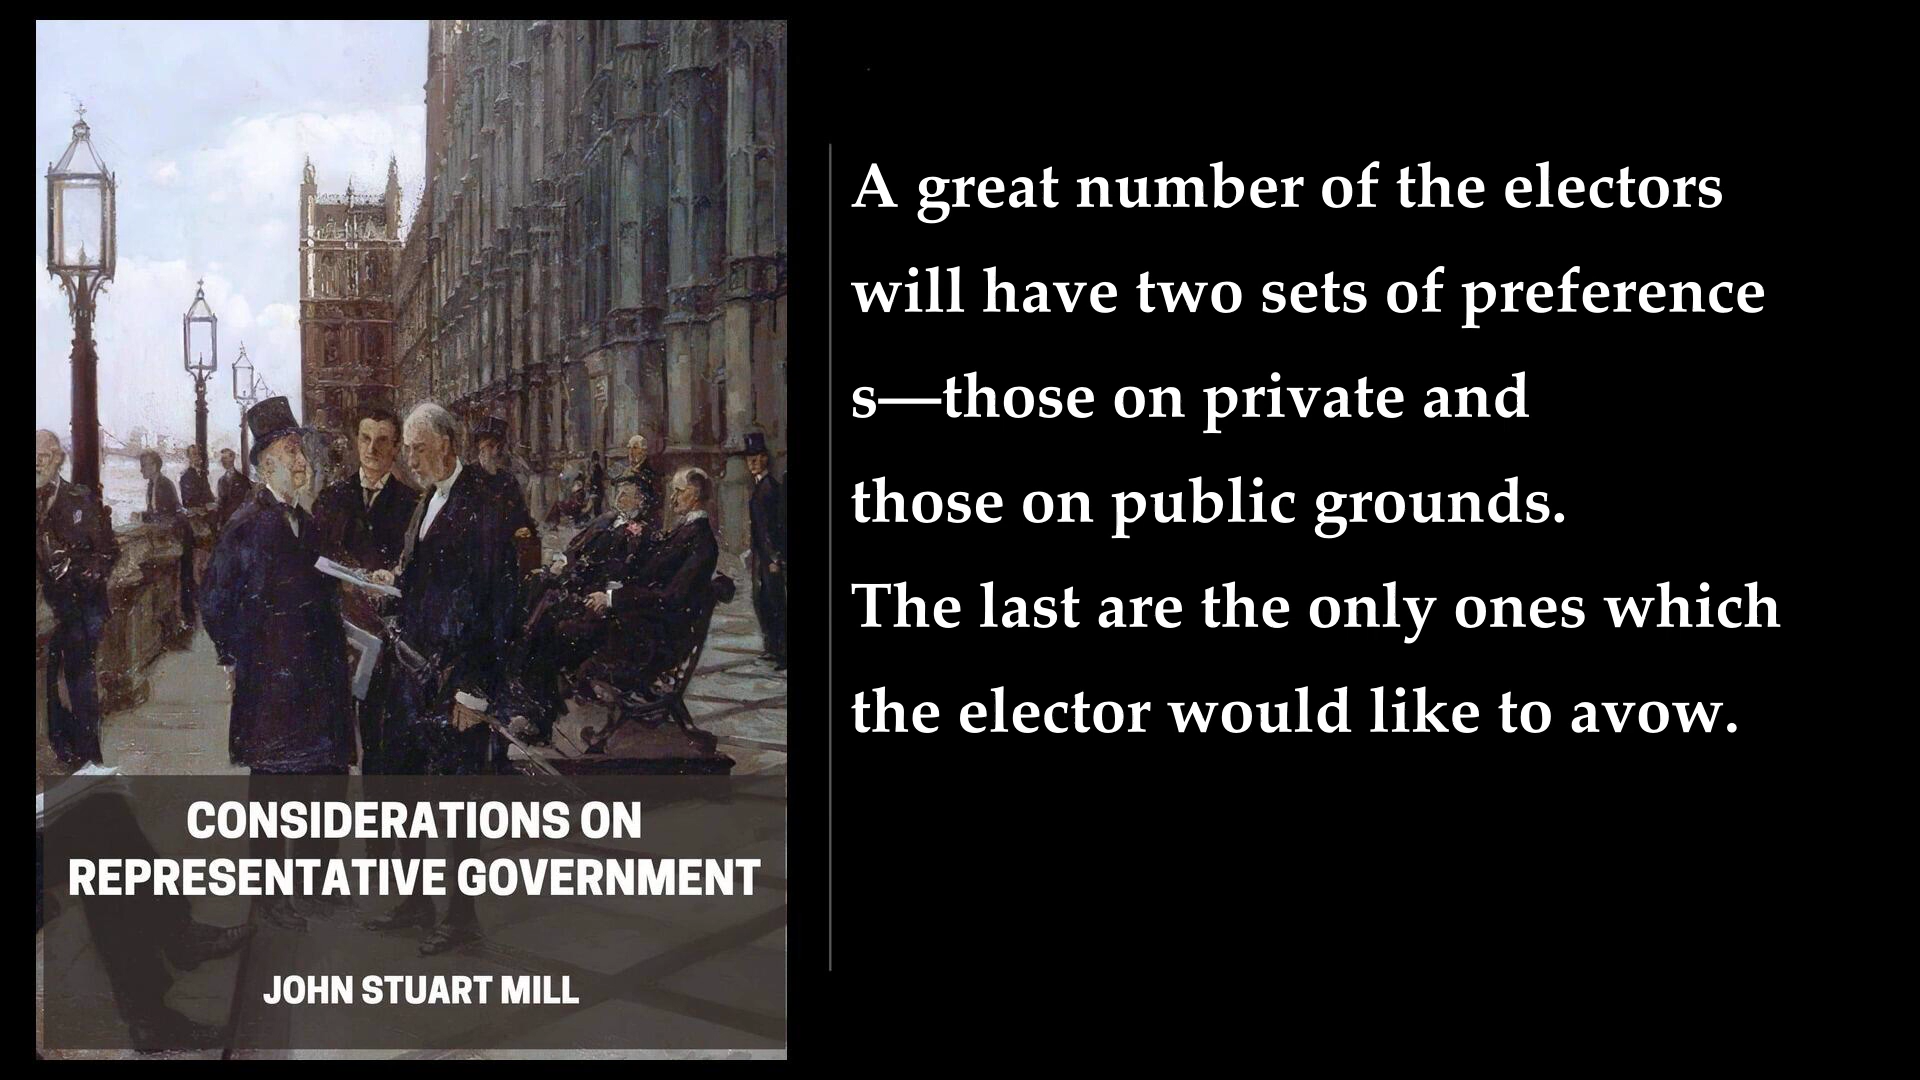 A great number of the electors
will have two sets of preference
s—those on private and
those on public grounds.
The last are the only ones which
the elector would like to avow.
CONSIDERATIONS ON
REPRESENTATIVE GOVERNMENT
JOHN STUART MILL